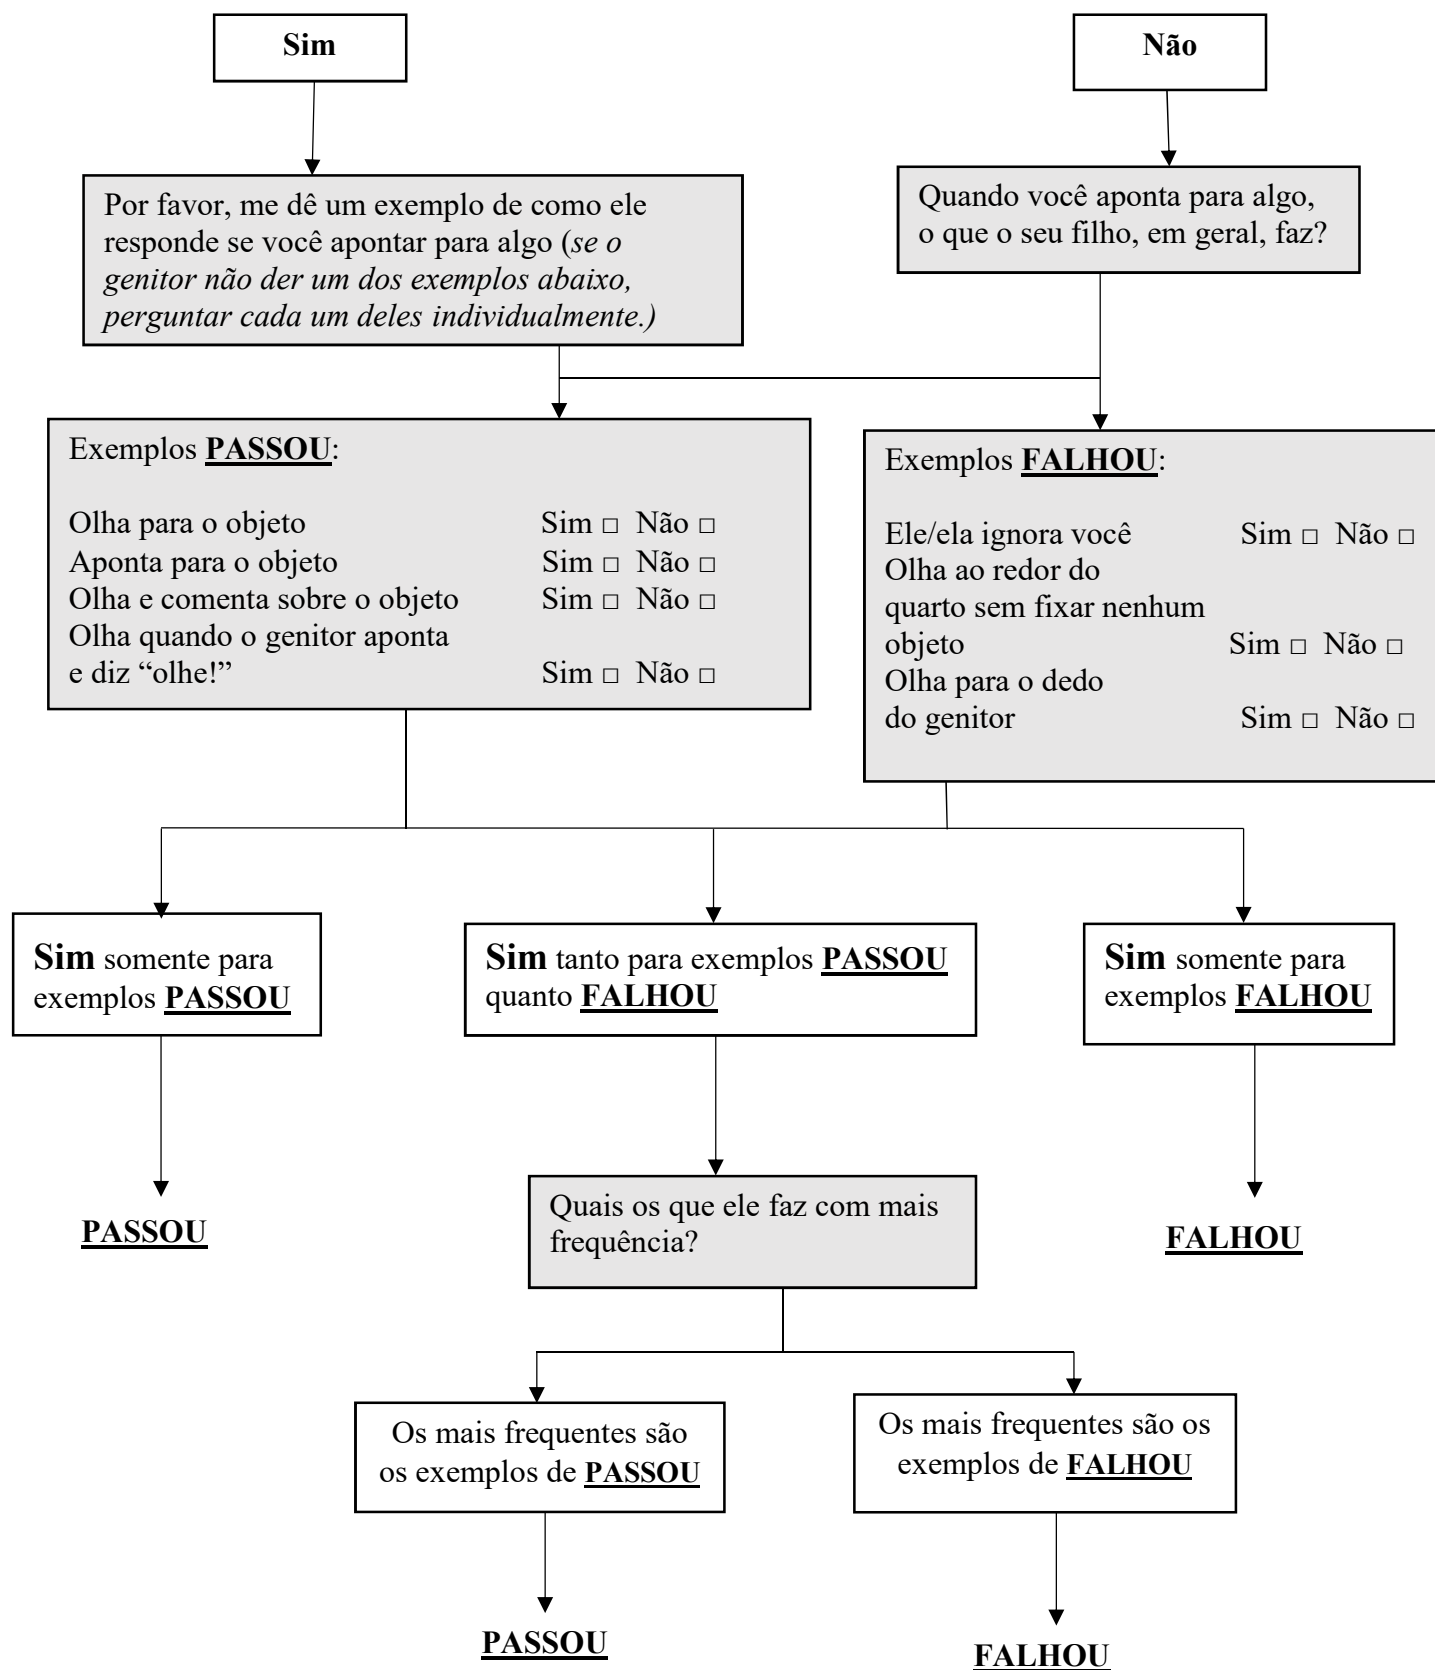 Sim
Não
Por favor, me dê um exemplo de como ele
responde se você apontar para algo (se o
genitor não der um dos exemplos abaixo,
perguntar cada um deles individualmente.)
Quando você aponta para algo,
o que o seu filho, em geral, faz?
Exemplos PASSOU:
Olha para o objeto Sim □ Não □
Aponta para o objeto Sim □ Não □
Olha e comenta sobre o objeto Sim □ Não □
Olha quando o genitor aponta
e diz “olhe!” Sim □ Não □
Exemplos FALHOU:
Ele/ela ignora você Sim □ Não □
Olha ao redor do
quarto sem fixar nenhum
objeto Sim □ Não □
Olha para o dedo
do genitor Sim □ Não □
Sim somente para
exemplos PASSOU
Sim tanto para exemplos PASSOU
quanto FALHOU
Sim somente para
exemplos FALHOU
PASSOU
Quais os que ele faz com mais
frequência?
FALHOU
Os mais frequentes são
os exemplos de PASSOU
Os mais frequentes são os
exemplos de FALHOU
PASSOU
FALHOU